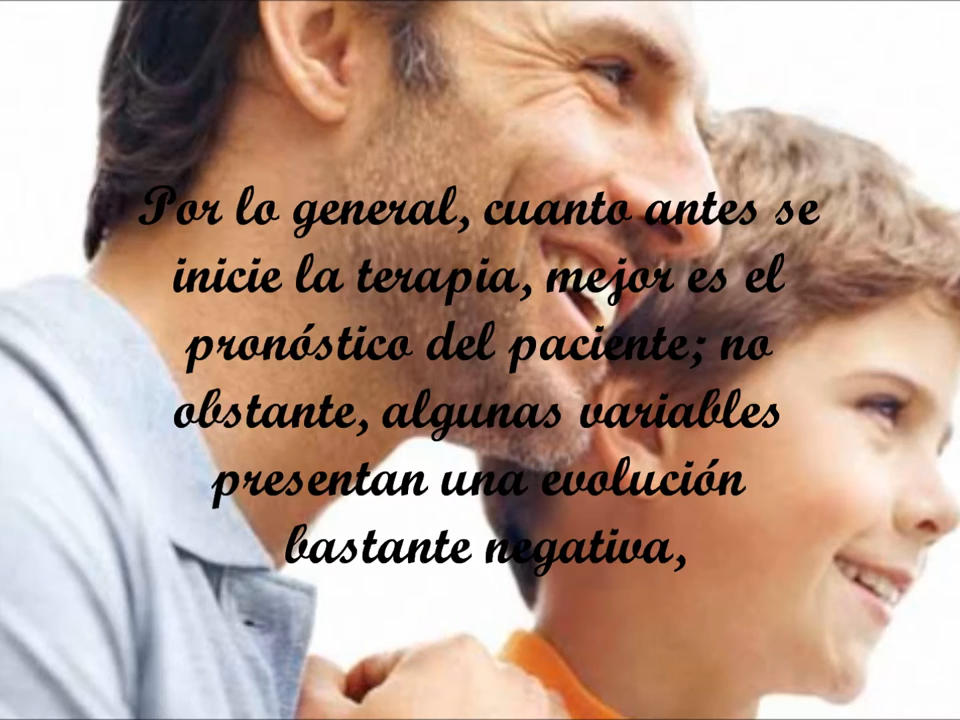 Por lo general, cuanto antes se
inicie la terapia, mejor es el
pronóstico del paciente; no
obstante, algunas variables
presentan una evolución
bastante negativa,